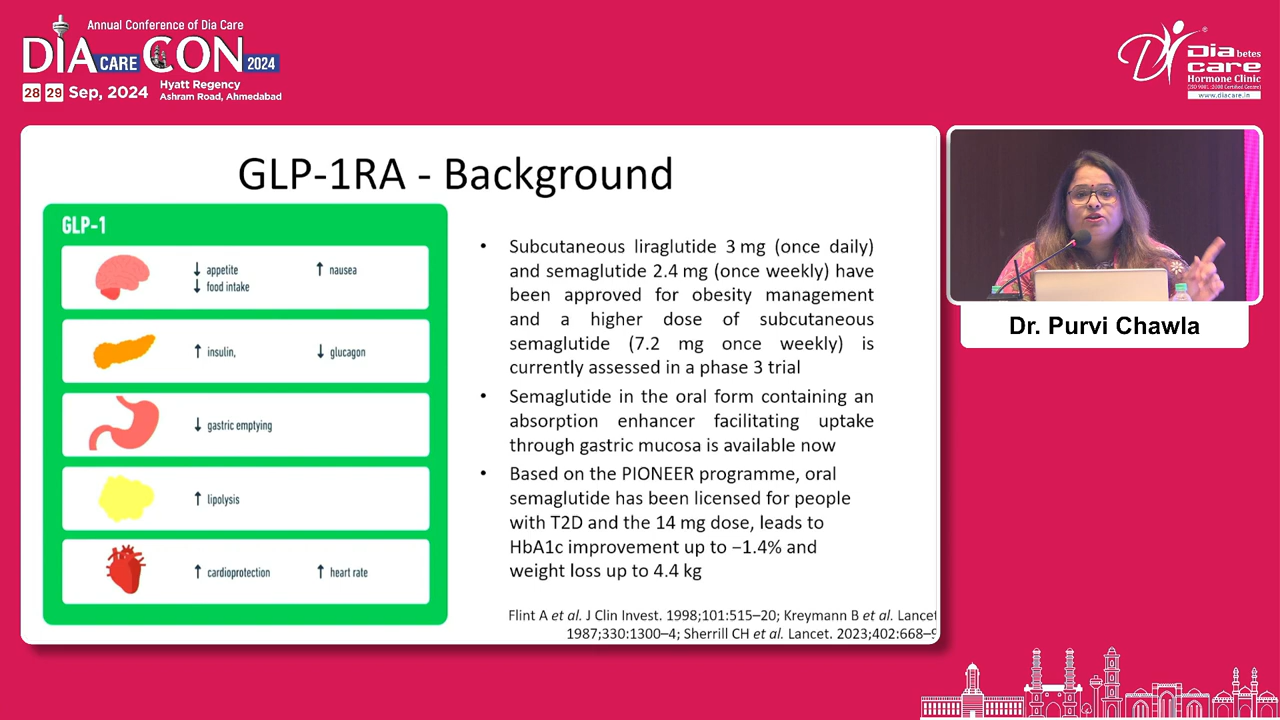 Annual Conference of Dia Care
DIA CARE CON 2024
28 29 Sep, 2024
Hyatt Regency
Ashram Road, Ahmedabad
Dia betes
care
Hormone Clinic
(ISO 9001 :2008 Certified Centre)
www.diacare.in
GLP-1RA - Background
GLP-1
↓ appetite
↓ food intake
↑ nausea
↑ insulin,
↓ glucagon
↓ gastric emptying
↑ lipolysis
↑ cardioprotection
↑ heart rate
• Subcutaneous liraglutide 3 mg (once daily)
and semaglutide 2.4 mg (once weekly) have
been approved for obesity management
and a higher dose of subcutaneous
semaglutide (7.2 mg once weekly) is
currently assessed in a phase 3 trial
• Semaglutide in the oral form containing an
absorption enhancer facilitating uptake
through gastric mucosa is available now
• Based on the PIONEER programme, oral
semaglutide has been licensed for people
with T2D and the 14 mg dose, leads to
HbA1c improvement up to −1.4% and
weight loss up to 4.4 kg
Flint A et al. J Clin Invest. 1998;101:515–20; Kreymann B et al. Lancet
1987;330:1300–4; Sherrill CH et al. Lancet. 2023;402:668–
Dr. Purvi Chawla